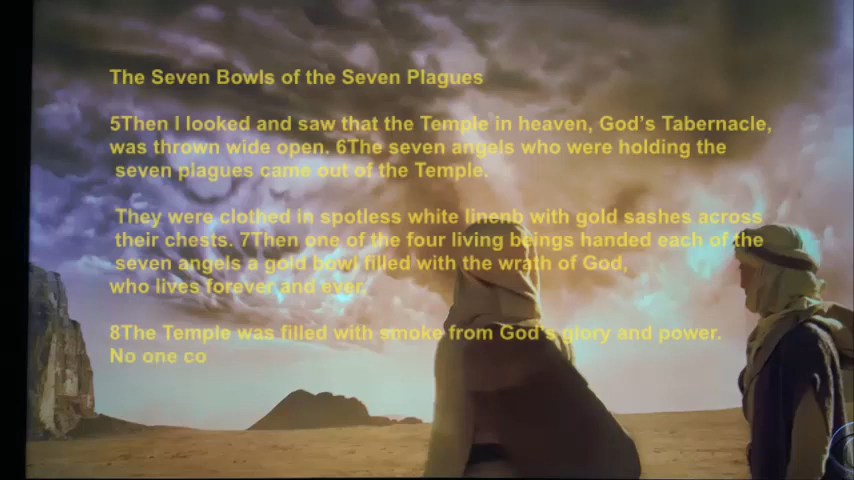 The Seven Bowls of the Seven Plagues
5Then I looked and saw that the Temple in heaven, God's Tabernacle,
was thrown wide open. 6The seven angels who were holding the
seven plagues came out of the Temple.
They were clothed in spotless white linenb with gold sashes across
their chests. 7Then one of the four living beings handed each of the
seven angels a gold bowl filled with the wrath of God,
who lives forever and ever.
8The Temple was filled with smoke from God's glory and power.
No one co